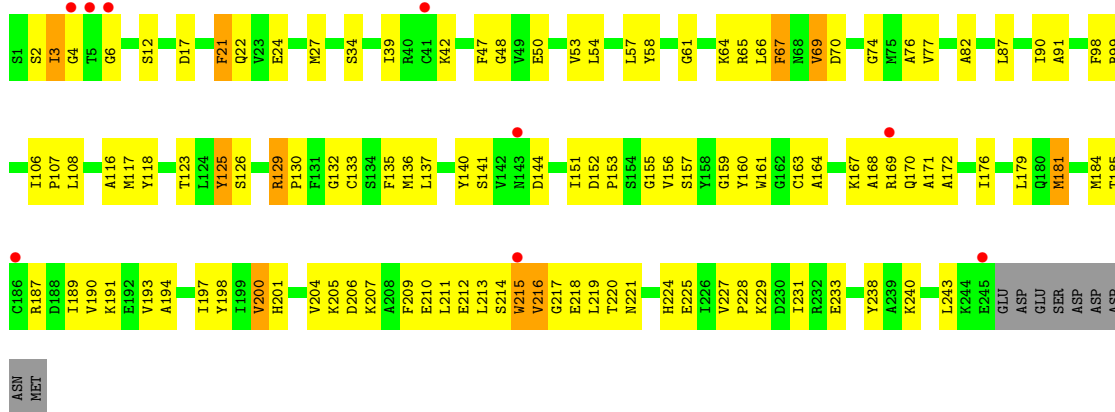 S1 S2 I3 G4 T5 G6 S12 D17 F21 Q22 V23 E24 M27 S34 I39 R40 C41 K42 F47 G48 V49 E50 V53 L54 L57 Y58 G61 K64 R65 L66 F67 N68 V69 D70 G74 M75 A76 V77 A82 L87 I90 A91 F98
I106 P107 L108 A116 M117 Y118 T123 L124 Y125 S126 R129 P130 F131 G132 C133 S134 F135 M136 L137 Y140 S141 V142 N143 D144 I151 D152 P153 S154 G155 V156 S157 Y158 G159 Y160 W161 G162 C163 A164 K167 A168 R169 Q170 A171 A172 I176 L179 Q180 M181 M184
C186 R187 D188 I189 V190 K191 E192 V193 A194 I197 Y198 I199 V200 H201 V204 K205 D206 K207 A208 F209 E210 L211 E212 L213 S214 W215 V216 G217 E218 L219 T220 N221 H224 E225 I226 V227 P228 K229 D230 I231 R232 E233 Y238 A239 K240 L243 K244 E245 GLU ASP GLU SER ASP ASP
ASN MET